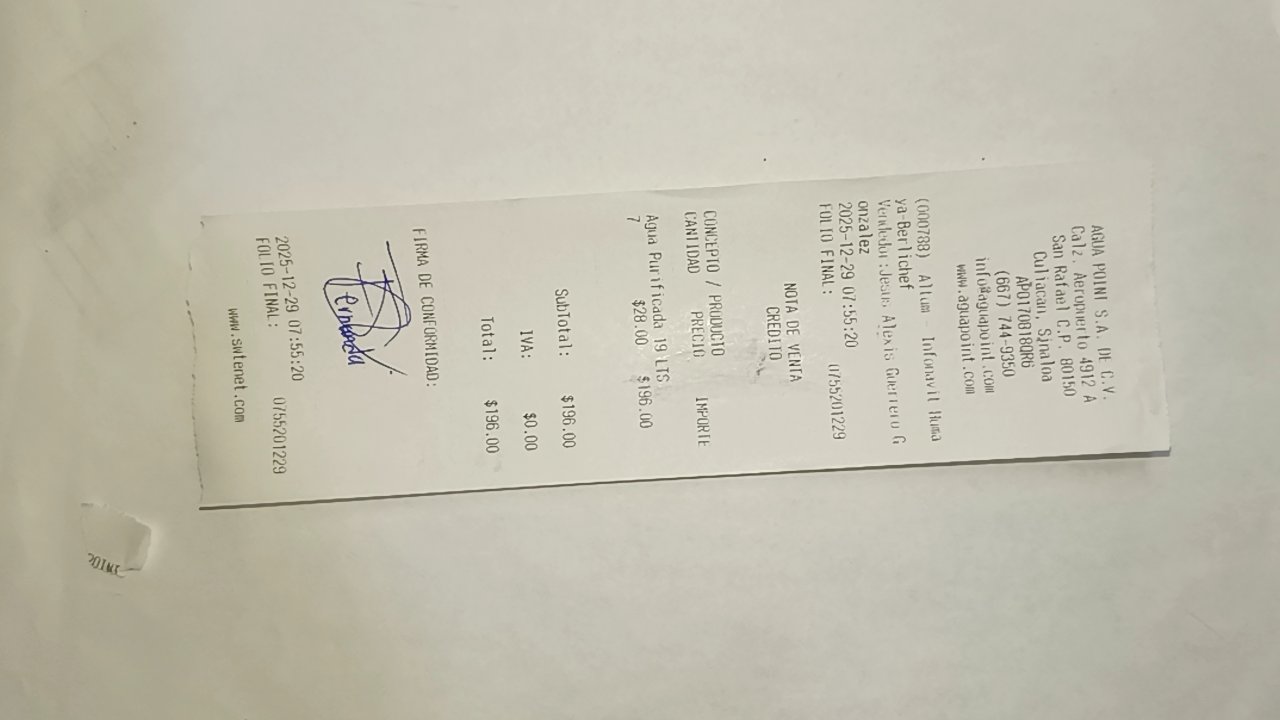 AGUA POINT S.A. DE C.V.
Calz. Aeropuerto 4912 A
San Rafael C.P. 80150
Culiacan, Sinaloa
APO170818QR6
(667) 744-9350
info@aguapoint.com
www.aguapoint.com
(000788) Altum - Infonavit Huma
ya-Berlichef
Vendedor:Jesus Alexis Guerrero G
onzalez
2025-12-29 07:55:20
FOLIO FINAL: 0755201229
NOTA DE VENTA
CREDITO
CONCEPTO / PRODUCTO
CANTIDAD PRECIO IMPORTE
Agua Purificada 19 LTS
7 $28.00 $196.00
SubTotal: $196.00
IVA: $0.00
Total: $196.00
FIRMA DE CONFORMIDAD:
Fernanda
2025-12-29 07:55:20
FOLIO FINAL: 0755201229
www.swtenet.com